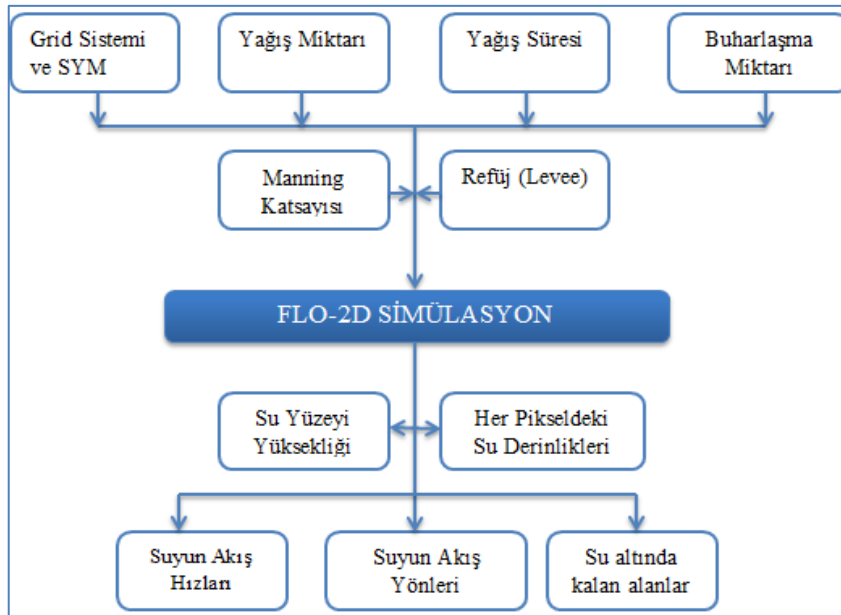 Grid Sistemi
ve SYM
Yağış Miktarı
Yağış Süresi
Buharlaşma
Miktarı
Manning
Katsayısı
Refüj (Levee)
FLO-2D SİMÜLASYON
Su Yüzeyi
Yüksekliği
Her Pikseldeki
Su Derinlikleri
Suyun Akış
Hızları
Suyun Akış
Yönleri
Su altında
kalan alanlar